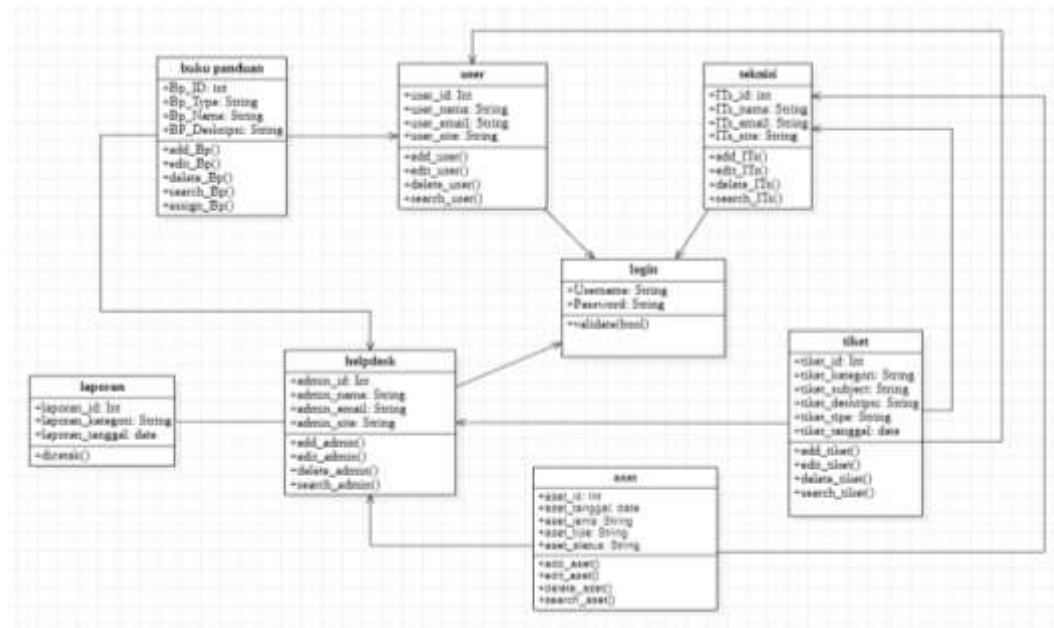 buku panduan
+Bp_ID: int
+Bp_Type: String
+Bp_Name: String
+BP_Deskripsi: String
+add_Bp()
+edit_Bp()
+delete_Bp()
+search_Bp()
+assign_Bp()
user
+user_id: Int
+user_name: String
+user_email: String
+user_site: String
+add_user()
+edit_user()
+delete_user()
+search_user()
teknisi
+ITs_id: int
+ITs_name: String
+ITs_email: String
+ITs_site: String
+add_ITs()
+edit_ITs()
+delete_ITs()
+search_ITs()
login
+Username: String
+Password: String
+validate(bool)
helpdesk
+admin_id: Int
+admin_name: String
+admin_email: String
+admin_site: String
+add_admin()
+edit_admin()
+delete_admin()
+search_admin()
laporan
+laporan_id: Int
+laporan_kategori: String
+laporan_tanggal: date
+dicetak()
tiket
+tiket_id: Int
+tiket_kategori: String
+tiket_subject: String
+tiket_deskripsi: String
+tiket_tipe: String
+tiket_tanggal: date
+add_tiket()
+edit_tiket()
+delete_tiket()
+search_tiket()
aset
+aset_id: Int
+aset_tanggal: date
+aset_jenis: String
+aset_tipe: String
+aset_status: String
+add_aset()
+edit_aset()
+delete_aset()
+search_aset()